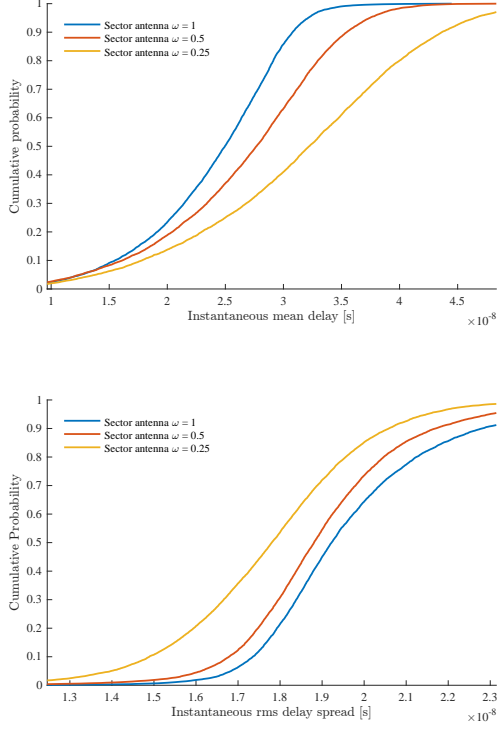 1
0.9
0.8
0.7
0.6
0.5
0.4
0.3
0.2
0.1
0
Cumulative probability
Sector antenna ω = 1
Sector antenna ω = 0.5
Sector antenna ω = 0.25
1 1.5 2 2.5 3 3.5 4 4.5
Instantaneous mean delay [s]
×10-8
1
0.9
0.8
0.7
0.6
0.5
0.4
0.3
0.2
0.1
0
Cumulative Probability
Sector antenna ω = 1
Sector antenna ω = 0.5
Sector antenna ω = 0.25
1.3 1.4 1.5 1.6 1.7 1.8 1.9 2 2.1 2.2 2.3
Instantaneous rms delay spread [s]
×10-8